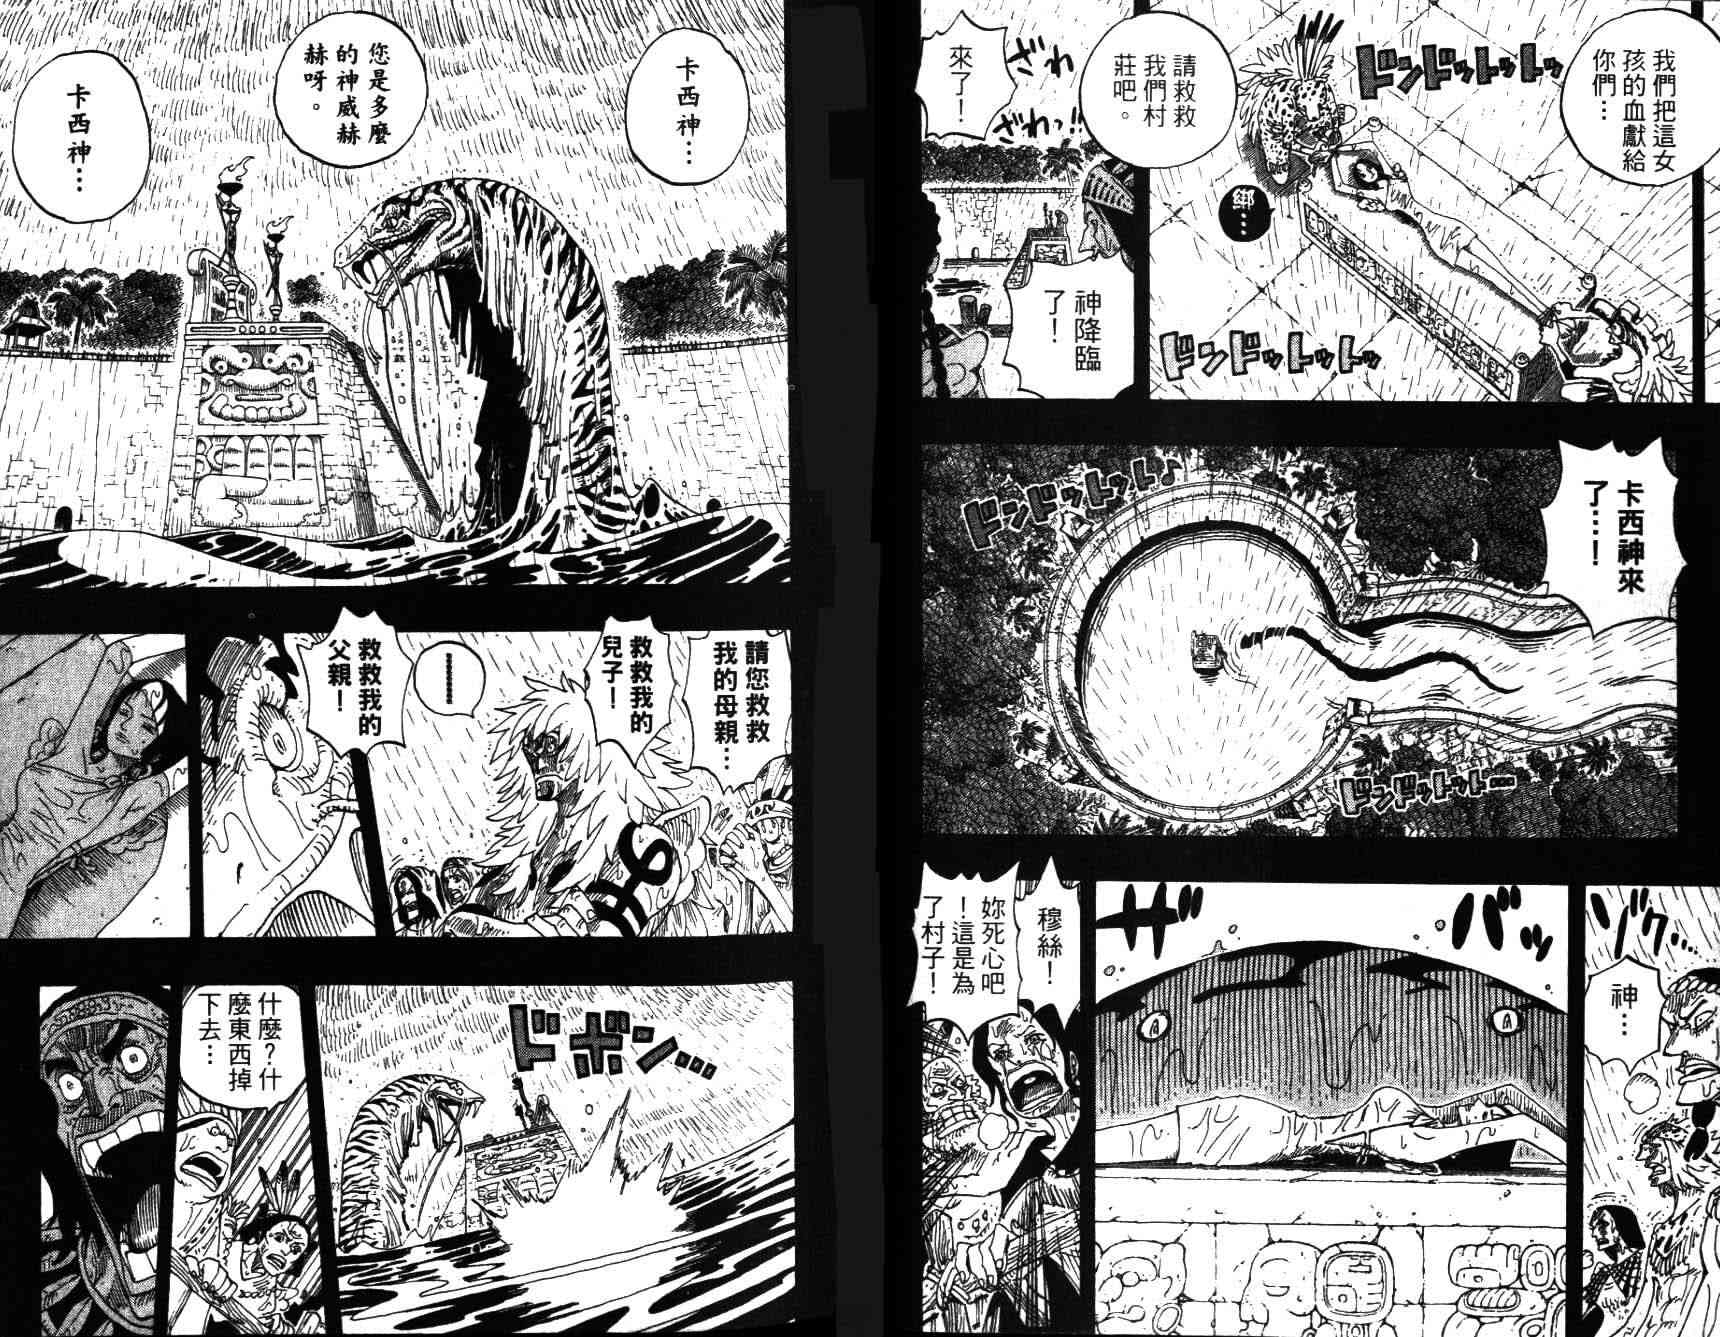 我們把這女
孩的血獻給
你們…
ドンドットットッ
請救救
我們村
莊吧。
綁…
ドンドットットッ
ざわ
來了！
ざわっ!!
神降臨
了！
卡西神來
了…！
ドンドットット♪
ドンドットット…
神…
バッ
ザ
穆絲！
妳死心吧
！這是為
了村子！
卡西神…
您是多麼
的神威赫
赫呀。
卡西神…
請您救救
我的母親…
救救我的
兒子！
………
救救我的
父親！
ドボン…
什麼？什
麼東西掉
下去…